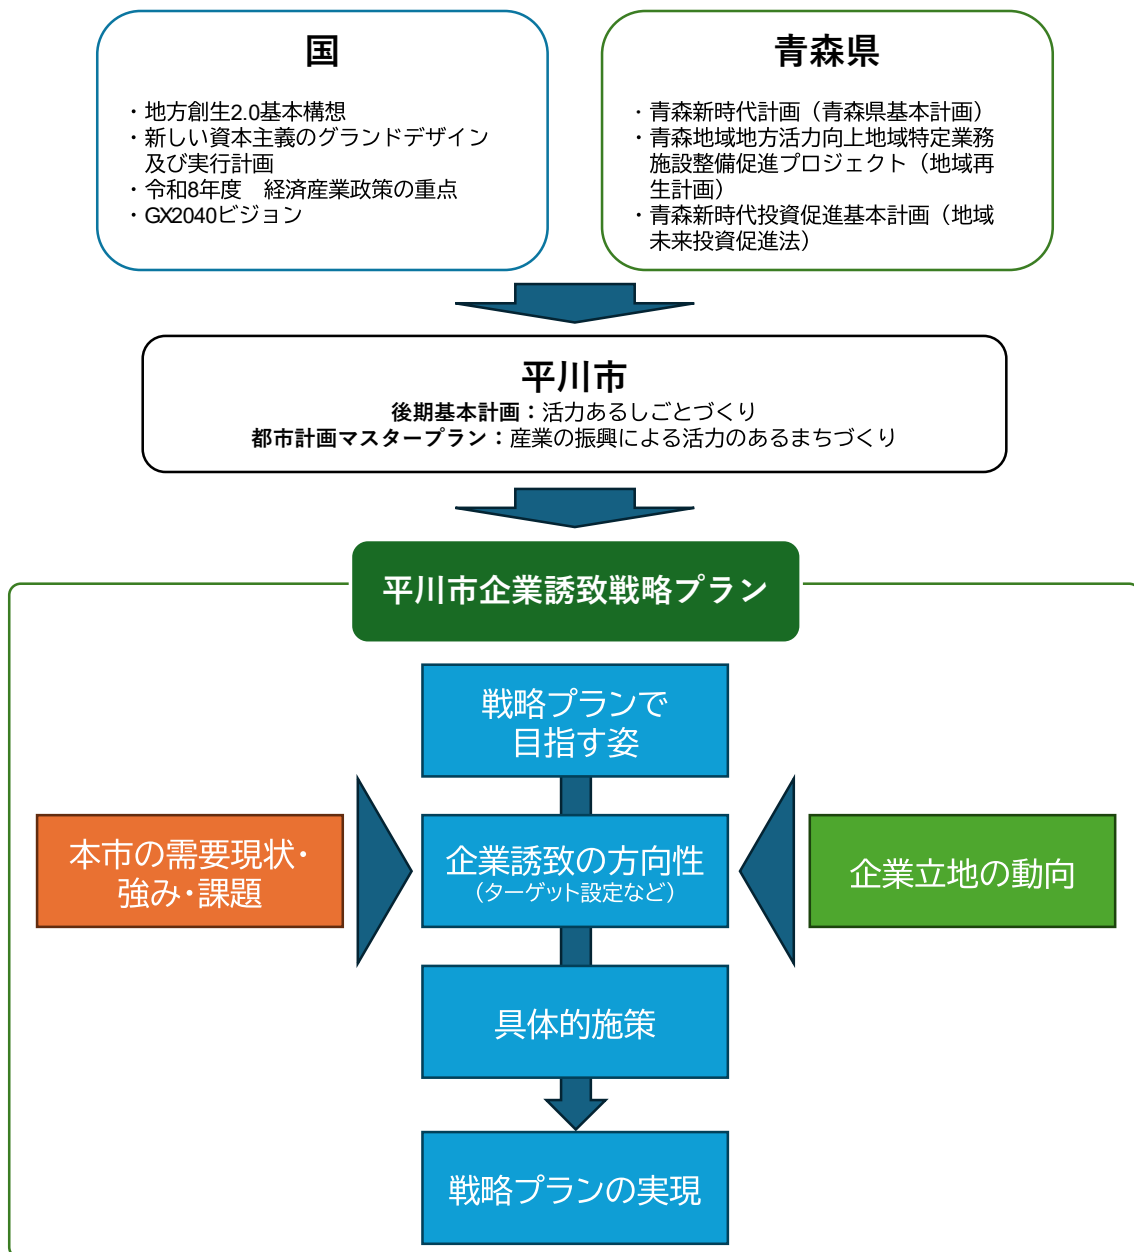 国
・地方創生2.0基本構想
・新しい資本主義のグランドデザイン
及び実行計画
・令和8年度　経済産業政策の重点
・GX2040ビジョン
青森県
・青森新時代計画（青森県基本計画）
・青森地域地方活力向上地域特定業務
施設整備促進プロジェクト（地域再
生計画）
・青森新時代投資促進基本計画（地域
未来投資促進法）
平川市
後期基本計画：活力あるしごとづくり
都市計画マスタープラン：産業の振興による活力のあるまちづくり
平川市企業誘致戦略プラン
戦略プランで
目指す姿
本市の需要現状・
強み・課題
企業誘致の方向性
（ターゲット設定など）
企業立地の動向
具体的施策
戦略プランの実現